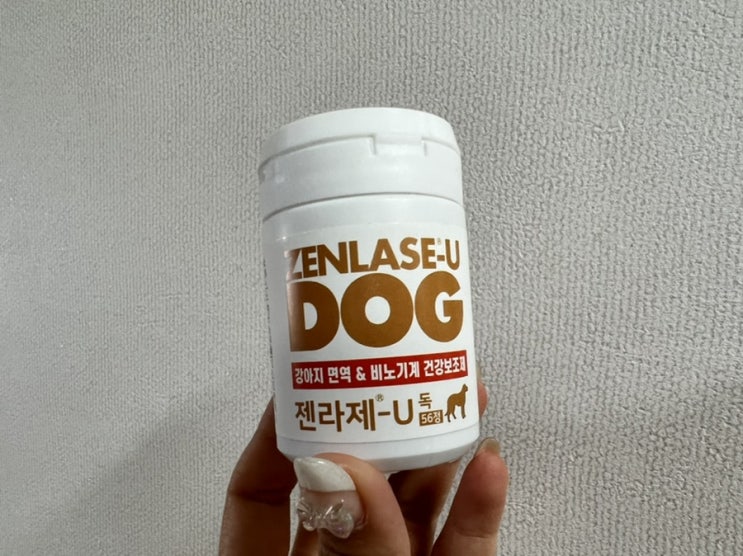 ZENLASE®-U
DOG
강아지 면역 & 비뇨기계 건강보조제
젠라제®-U 독
56정